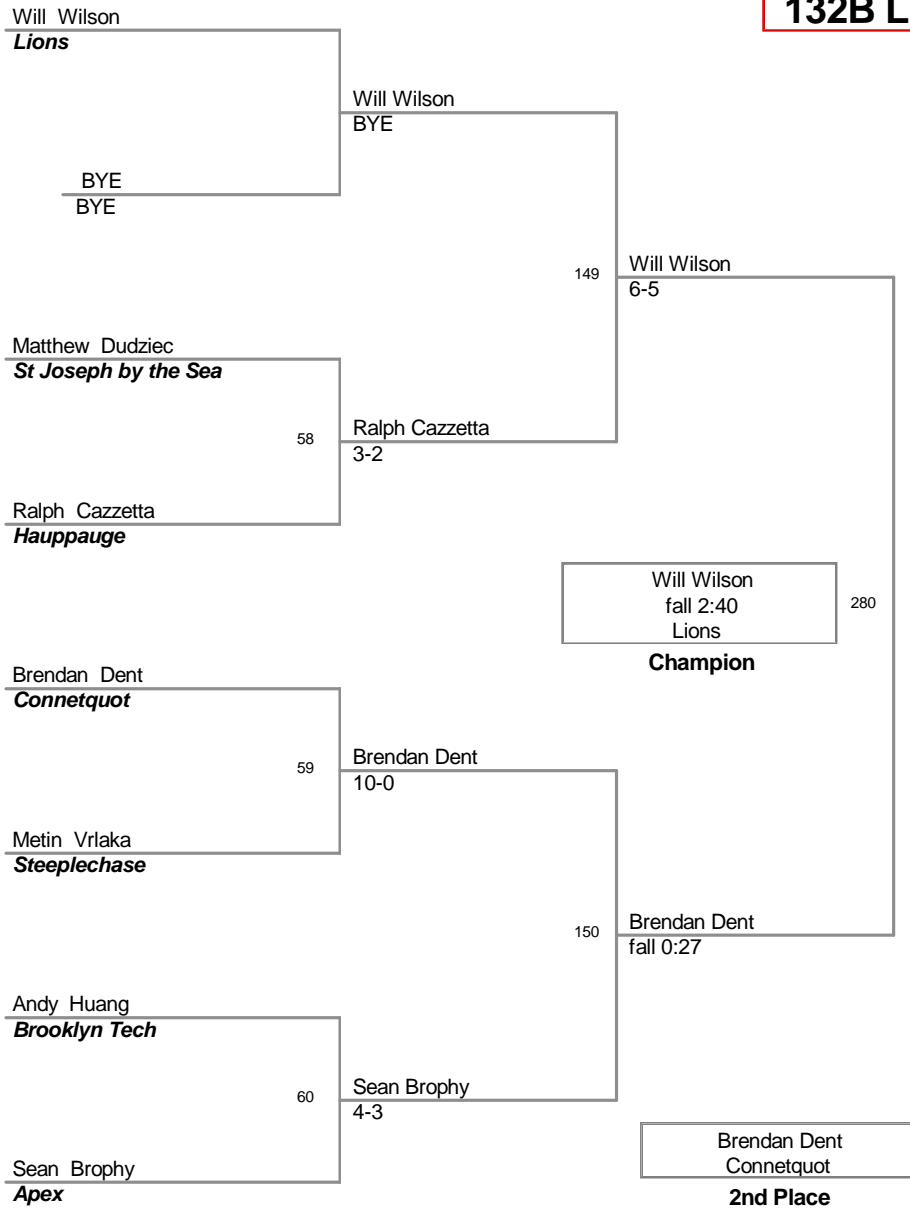 132B L
Will Wilson
Lions
Will Wilson
BYE
BYE
BYE
149
Will Wilson
6-5
Matthew Dudziec
St Joseph by the Sea
58
Ralph Cazzetta
3-2
Ralph Cazzetta
Hauppauge
Will Wilson
fall 2:40
Lions
280
Champion
Brendan Dent
Connetquot
59
Brendan Dent
10-0
Metin Vrlaka
Steeplechase
150
Brendan Dent
fall 0:27
Andy Huang
Brooklyn Tech
60
Sean Brophy
4-3
Brendan Dent
Connetquot
2nd Place
Sean Brophy
Apex